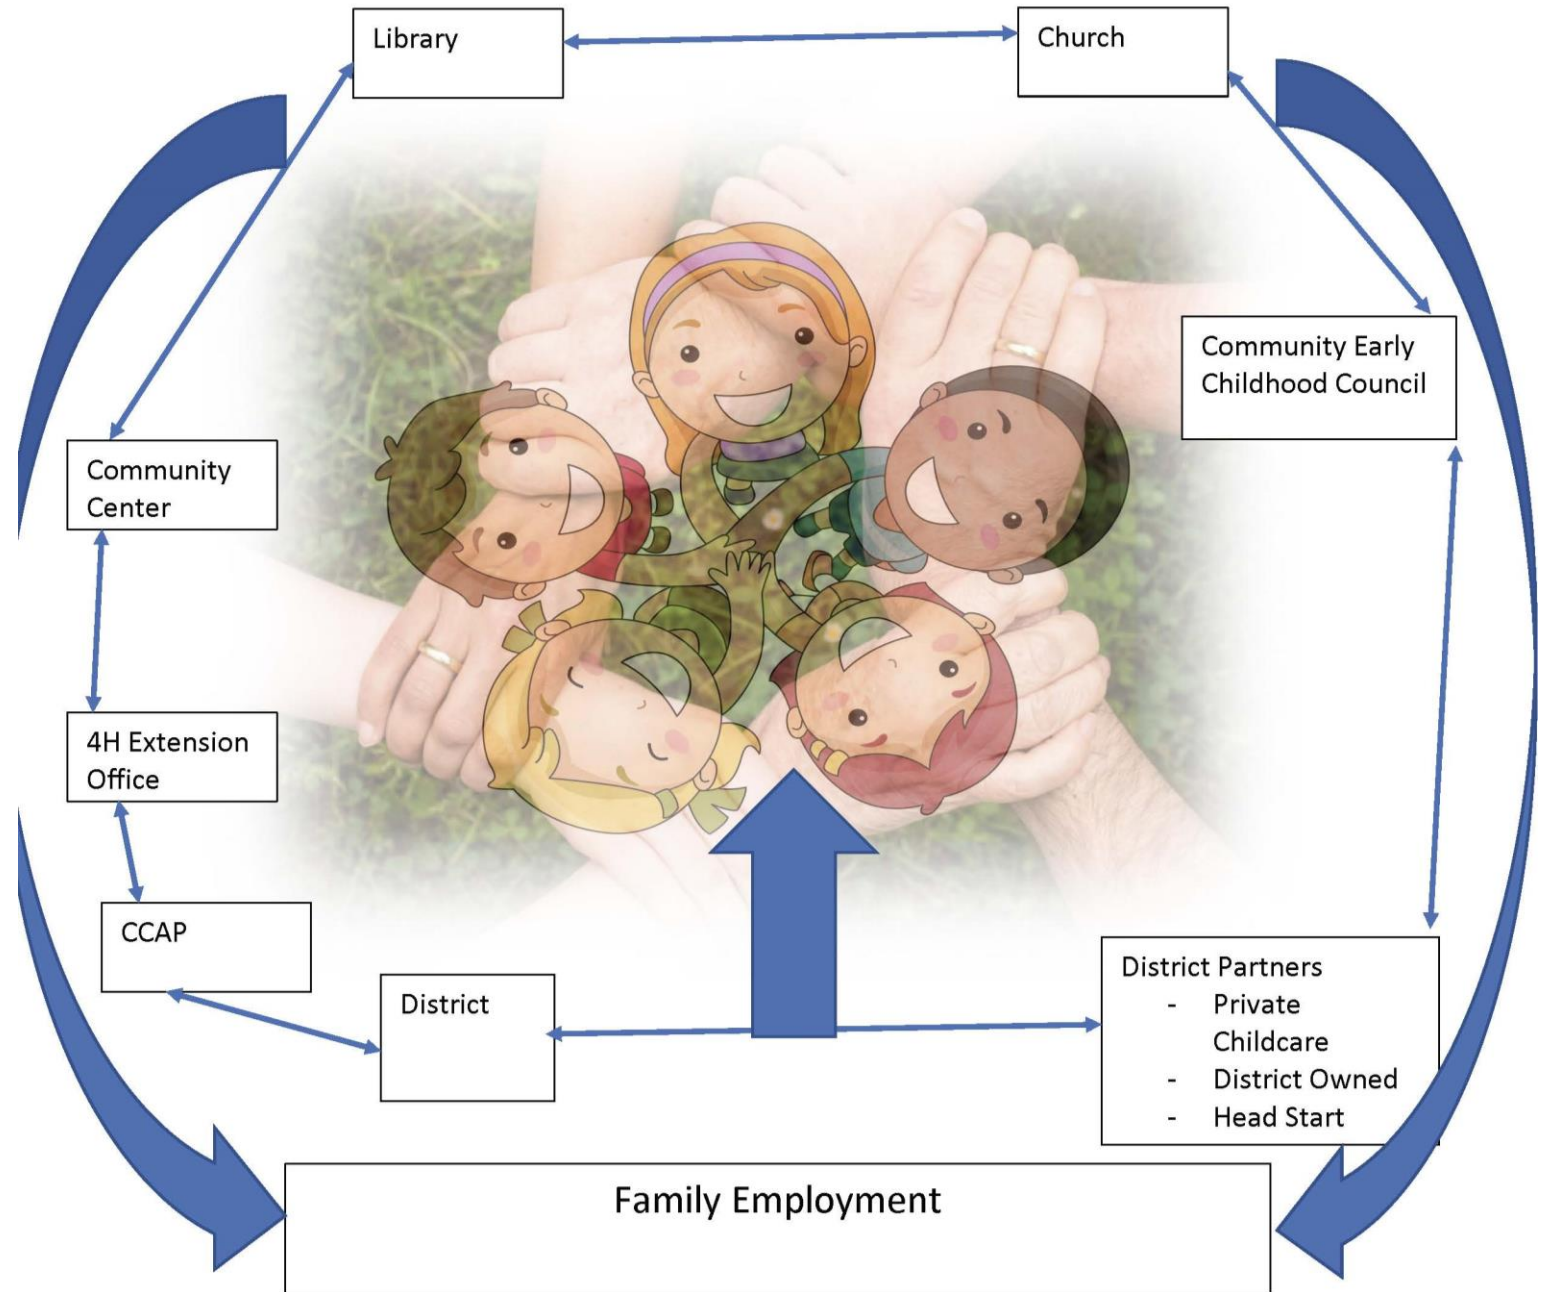 Library
Church
Community Early
Childhood Council
Community
Center
4H Extension
Office
CCAP
District
District Partners
- Private
Childcare
- District Owned
- Head Start
Family Employment